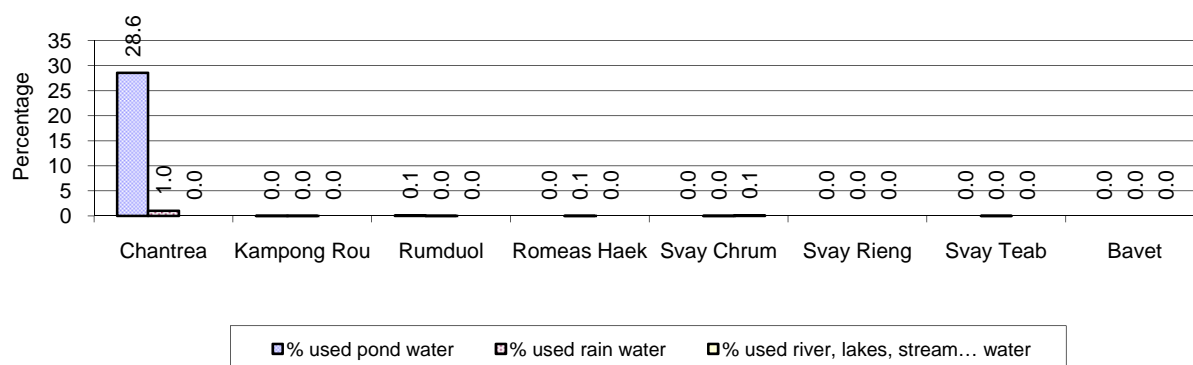 28.6
35
30
25
20
15
10
5
0
Percentage
1.0 0.0 0.0 0.0 0.0 0.1 0.0 0.0 0.0 0.1 0.0 0.0 0.0 0.1 0.0 0.0 0.0 0.0 0.0 0.0 0.0 0.0 0.0
Chantrea Kampong Rou Rumduol Romeas Haek Svay Chrum Svay Rieng Svay Teab Bavet
% used pond water % used rain water % used river, lakes, stream... water